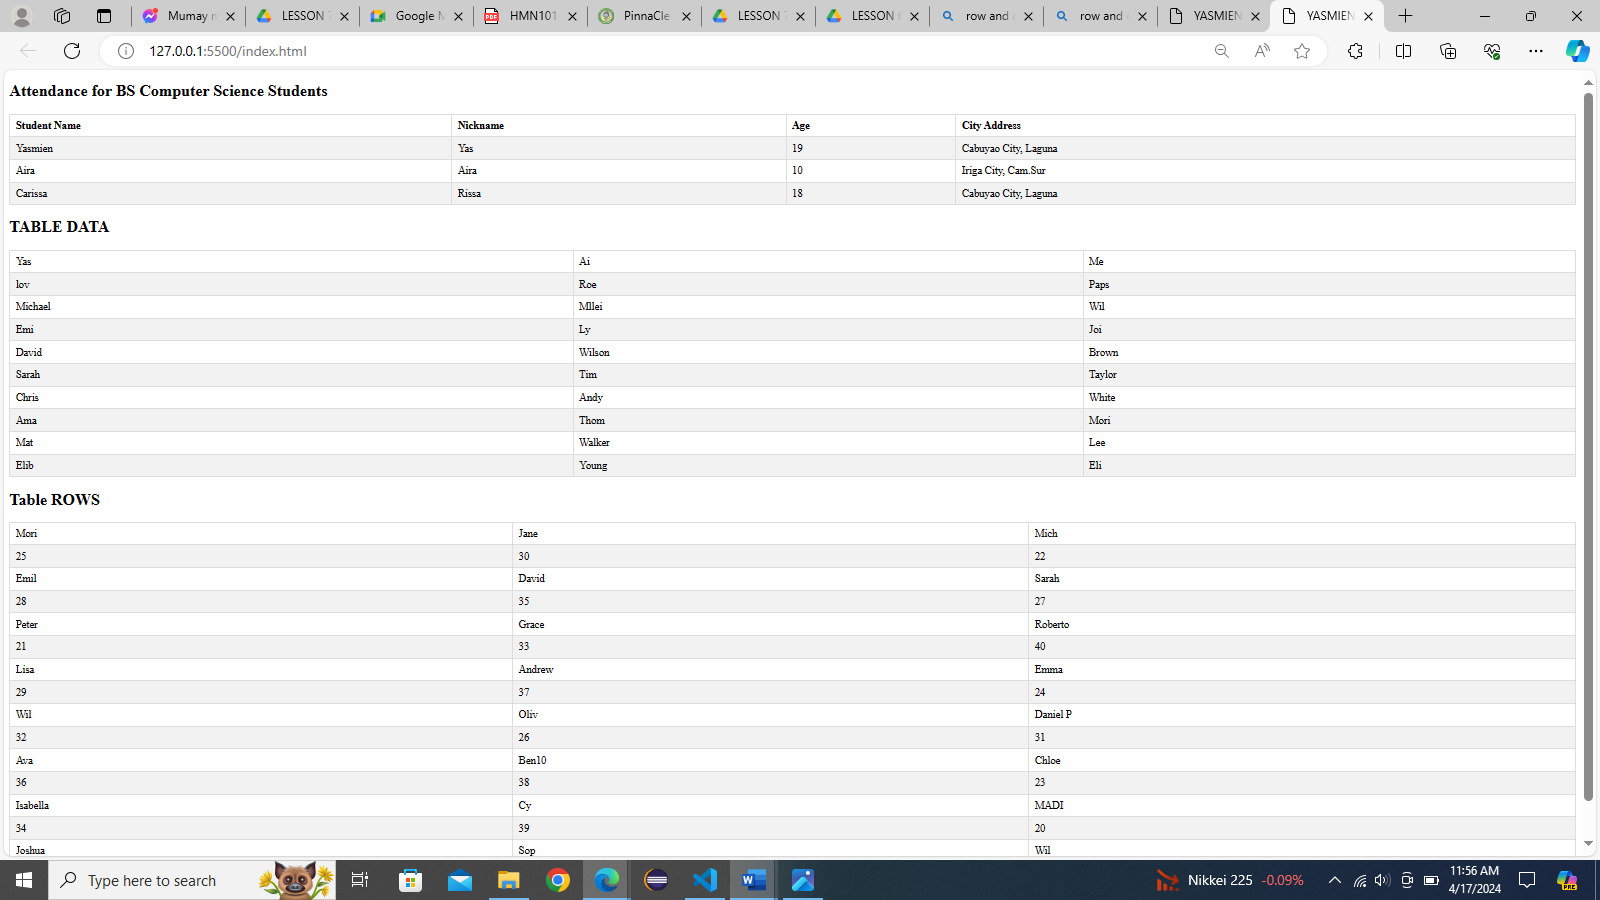 Mumay n
LESSON 7
Google M
HMN101
PinnaCle
LESSON 7
LESSON 6
row and c
row and c
YASMIEN
YASMIEN
127.0.0.1:5500/index.html
Attendance for BS Computer Science Students
Student Name Nickname Age City Address
Yasmien Yas 19 Cabuyao City, Laguna
Aira Aira 10 Iriga City, Cam.Sur
Carissa Rissa 18 Cabuyao City, Laguna
TABLE DATA
Yas Ai Me
lov Roe Paps
Michael Mllei Wil
Emi Ly Joi
David Wilson Brown
Sarah Tim Taylor
Chris Andy White
Ama Thom Mori
Mat Walker Lee
Elib Young Eli
Table ROWS
Mori Jane Mich
25 30 22
Emil David Sarah
28 35 27
Peter Grace Roberto
21 33 40
Lisa Andrew Emma
29 37 24
Wil Oliv Daniel P
32 26 31
Ava Ben10 Chloe
36 38 23
Isabella Cy MADI
34 39 20
Joshua Sop Wil
Type here to search
Nikkei 225 -0.09%
11:56 AM
4/17/2024